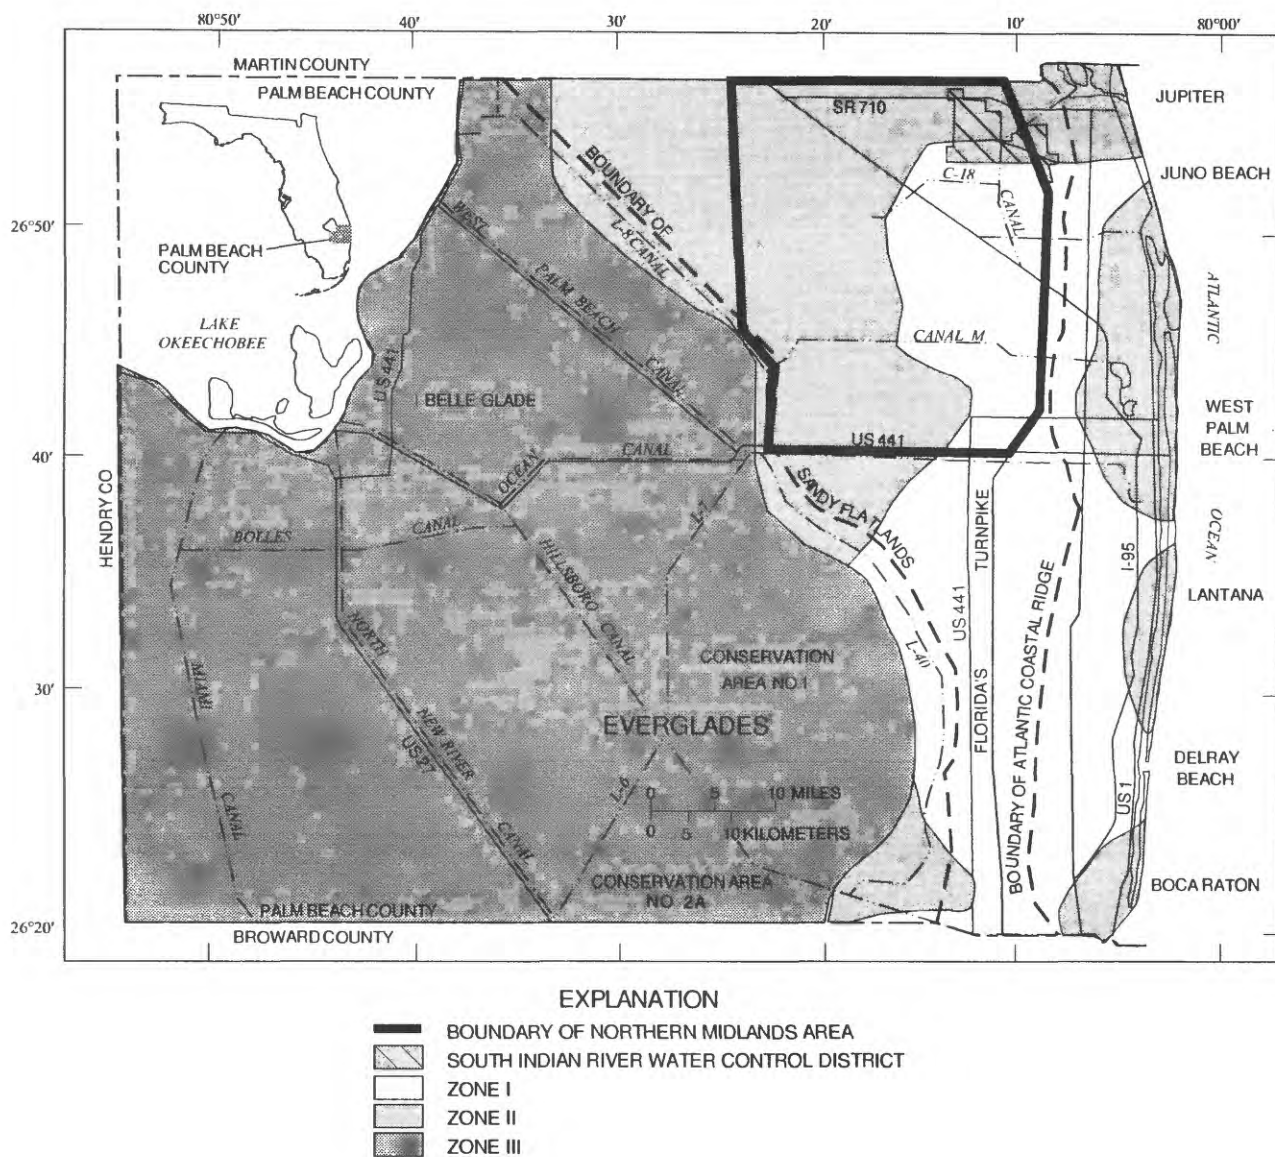 80°50′ 40′ 30′ 20′ 10′ 80°00′
MARTIN COUNTY
PALM BEACH COUNTY
JUPITER
SR 710
JUNO BEACH
C-18
CANAL
BOUNDARY OF
L-8 CANAL
WEST
PALM BEACH
CANAL
26°50′
PALM BEACH
COUNTY
LAKE
OKEECHOBEE
ATLANTIC
OCEAN
CANAL M
US 441
BELLE GLADE
WEST
PALM
BEACH
US 441
40′
CANAL
OCEAN
HENDRY CO
SANDY FLATLANDS
L-7
BOLLES
CANAL
HILLSBORO CANAL
TURNPIKE
FLORIDA'S
US 441
I-95
LANTANA
L-40
BOUNDARY OF ATLANTIC COASTAL RIDGE
CONSERVATION
AREA NO.1
30′
NORTH
NEW RIVER
CANAL
US 27
MIAMI
CANAL
EVERGLADES
L-6
0 5 10 MILES
0 5 10 KILOMETERS
DELRAY
BEACH
US 1
CONSERVATION AREA
NO. 2A
BOCA RATON
PALM BEACH COUNTY
BROWARD COUNTY
26°20′
EXPLANATION
BOUNDARY OF NORTHERN MIDLANDS AREA
SOUTH INDIAN RIVER WATER CONTROL DISTRICT
ZONE I
ZONE II
ZONE III